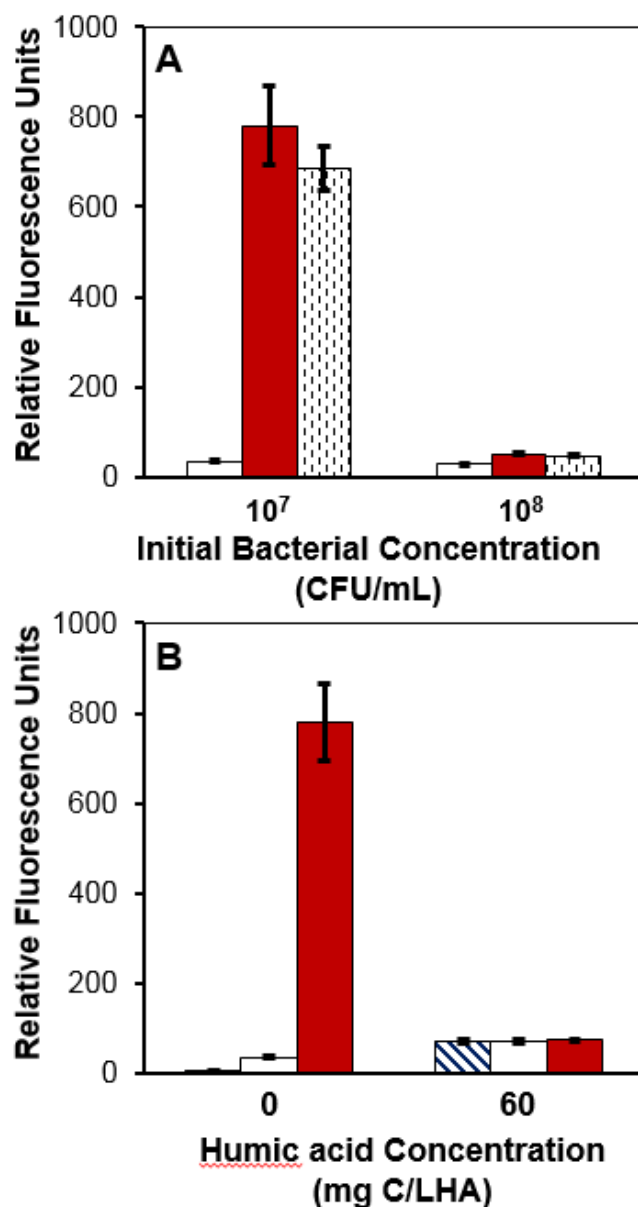 A
Relative Fluorescence Units
1000
800
600
400
200
0
10⁷ 10⁸
Initial Bacterial Concentration
(CFU/mL)
B
Relative Fluorescence Units
1000
800
600
400
200
0
0 60
Humic acid Concentration
(mg C/LHA)